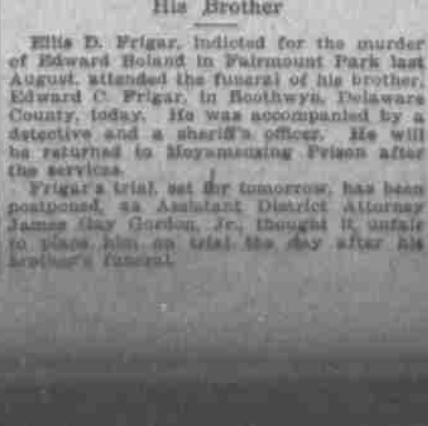 His Brother
Ellis D. Frigar, indicted for the murder
of Edward Boland in Fairmount Park last
August, attended the funeral of his brother,
Edward C. Frigar, in Boothwyn, Delaware
County, today. He was accompanied by a
detective and a sheriff's officer. He will
be returned to Moyamensing Prison after
the services.
Frigar's trial, set for tomorrow, has been
postponed, as Assistant District Attorney
James Gay Gordon, Jr., thought it unfair
to place him on trial the day after his
brother's funeral.